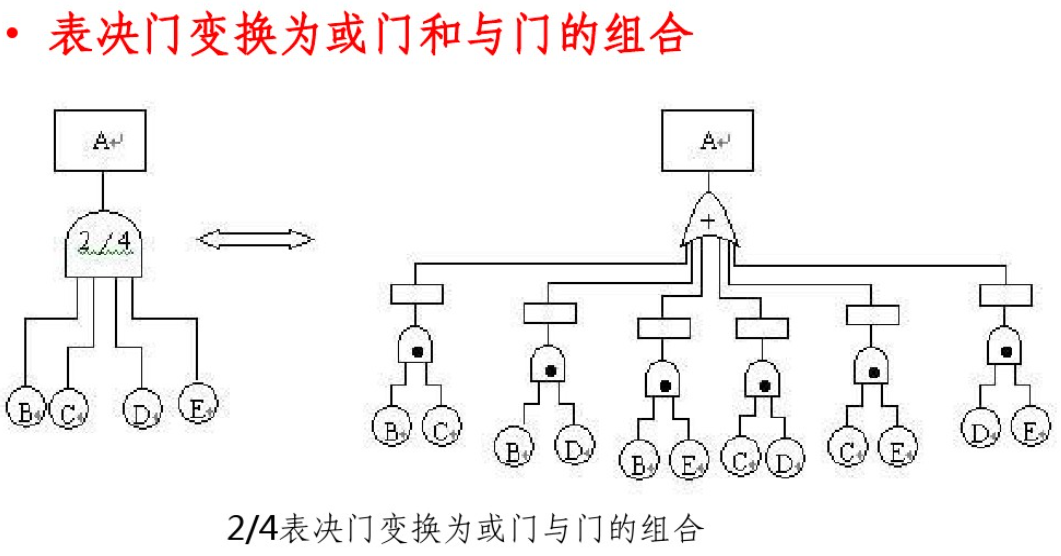 • 表决门变换为或门和与门的组合
A↵
A↵
2/4
+
B C D E
B C
B D
B E
C D
C E
D E
2/4表决门变换为或门与门的组合